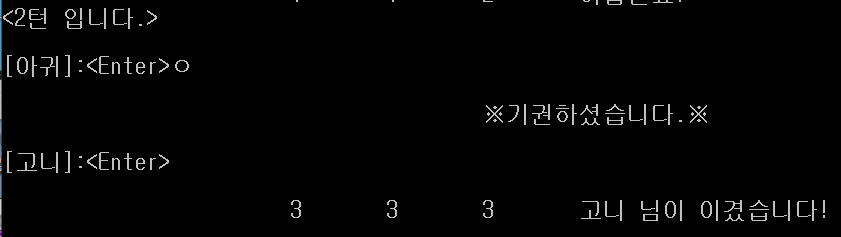 <2턴 입니다.>
[아귀]:<Enter>ㅇ
※기권하셨습니다.※
[고니]:<Enter>
3 3 3 고니 님이 이겼습니다!